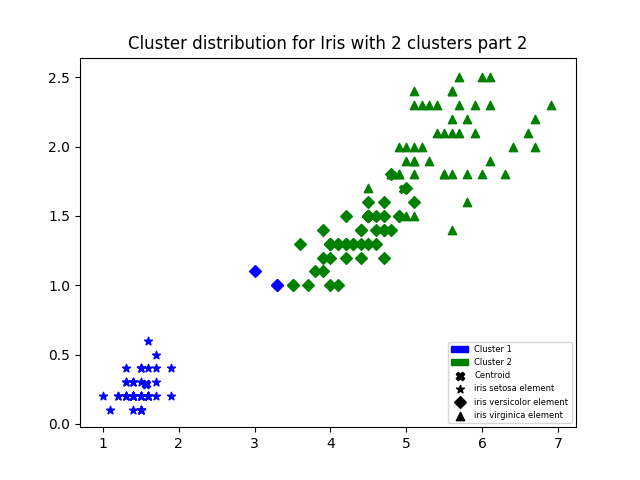 Cluster distribution for Iris with 2 clusters part 2
2.5
2.0
1.5
1.0
0.5
0.0
Cluster 1
Cluster 2
Centroid
iris setosa element
iris versicolor element
iris virginica element
1 2 3 4 5 6 7